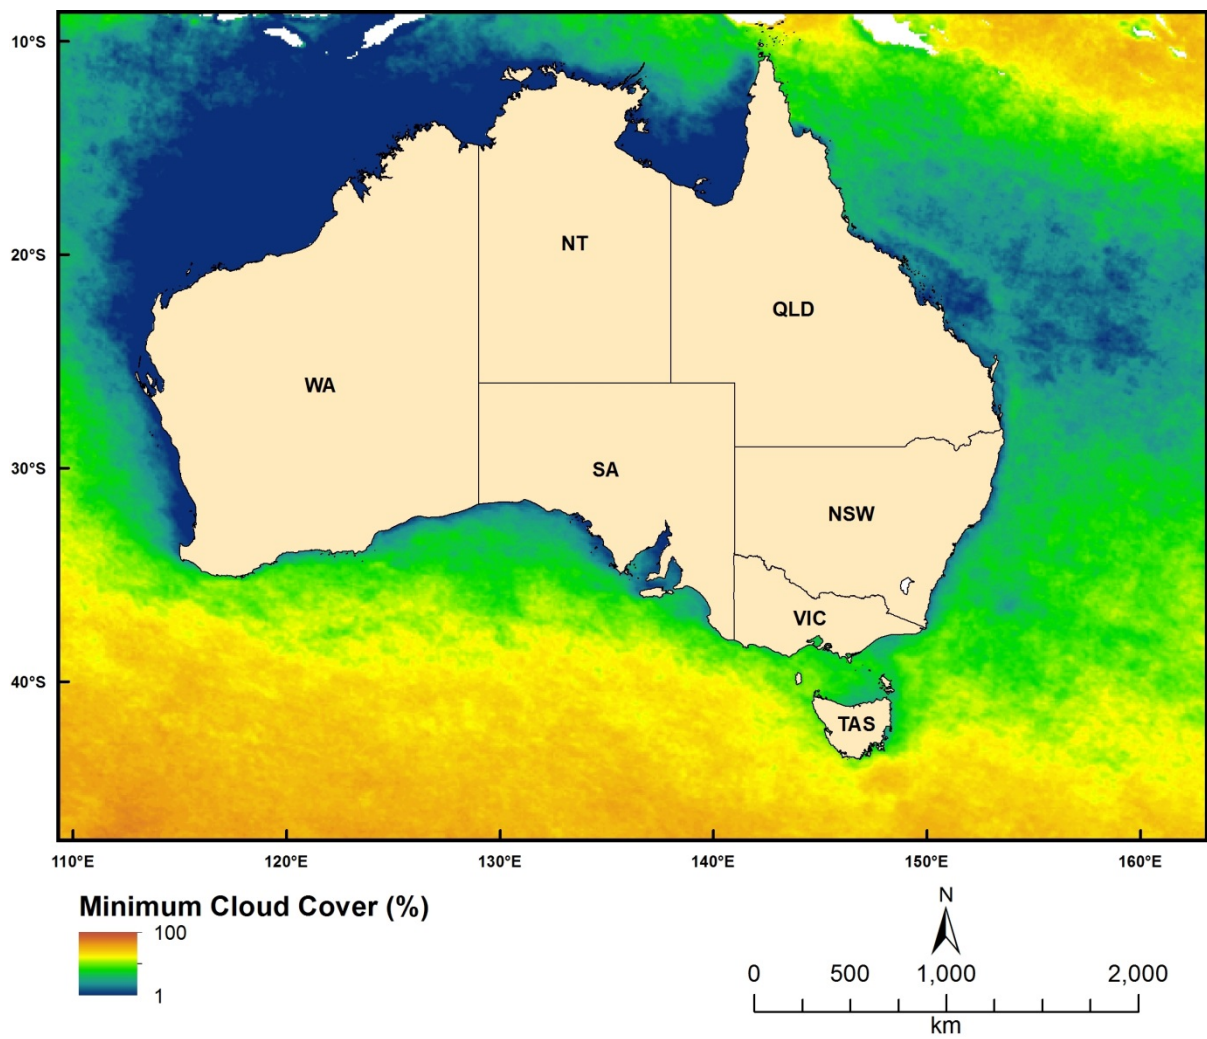 10°S
20°S
30°S
40°S
NT
QLD
WA
SA
NSW
VIC
TAS
110°E 120°E 130°E 140°E 150°E 160°E
Minimum Cloud Cover (%)
100
1
N
0 500 1,000 2,000
km